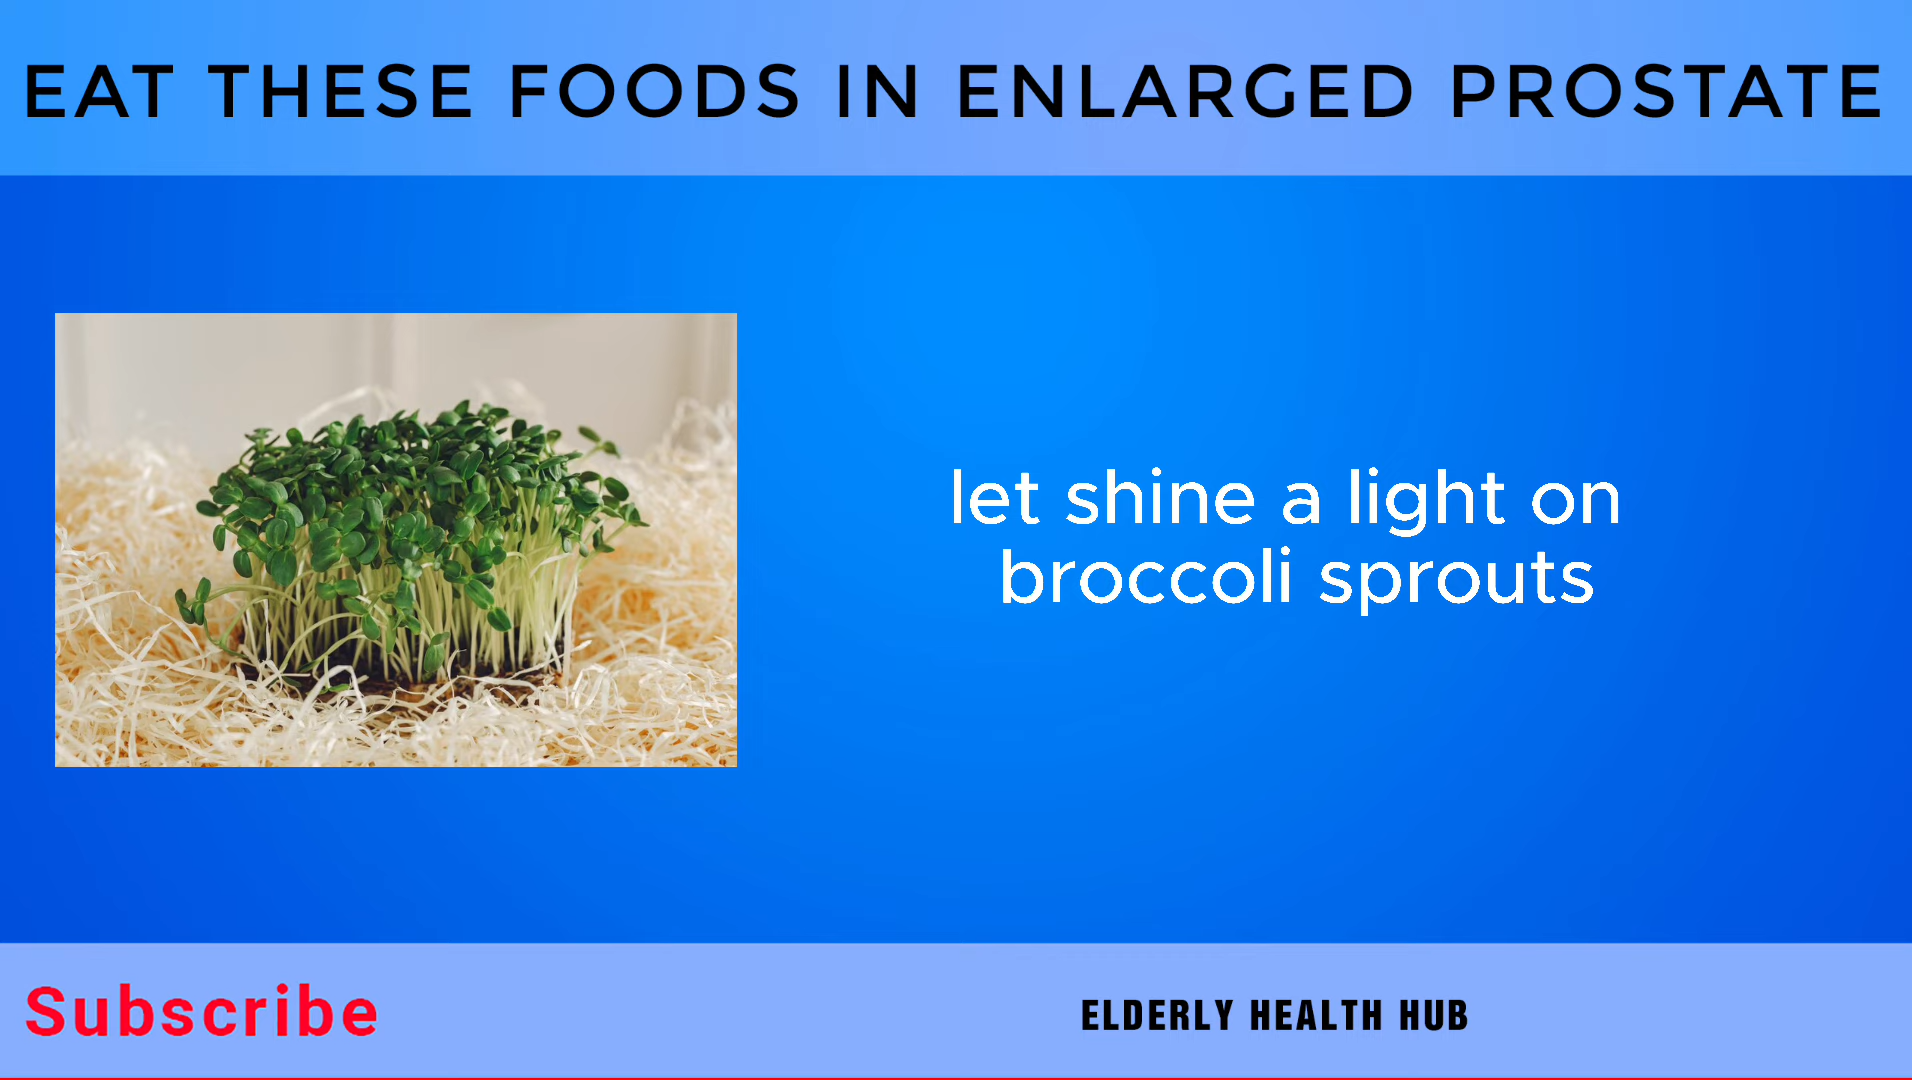 EAT THESE FOODS IN ENLARGED PROSTATE
let shine a light on
broccoli sprouts
Subscribe
ELDERLY HEALTH HUB